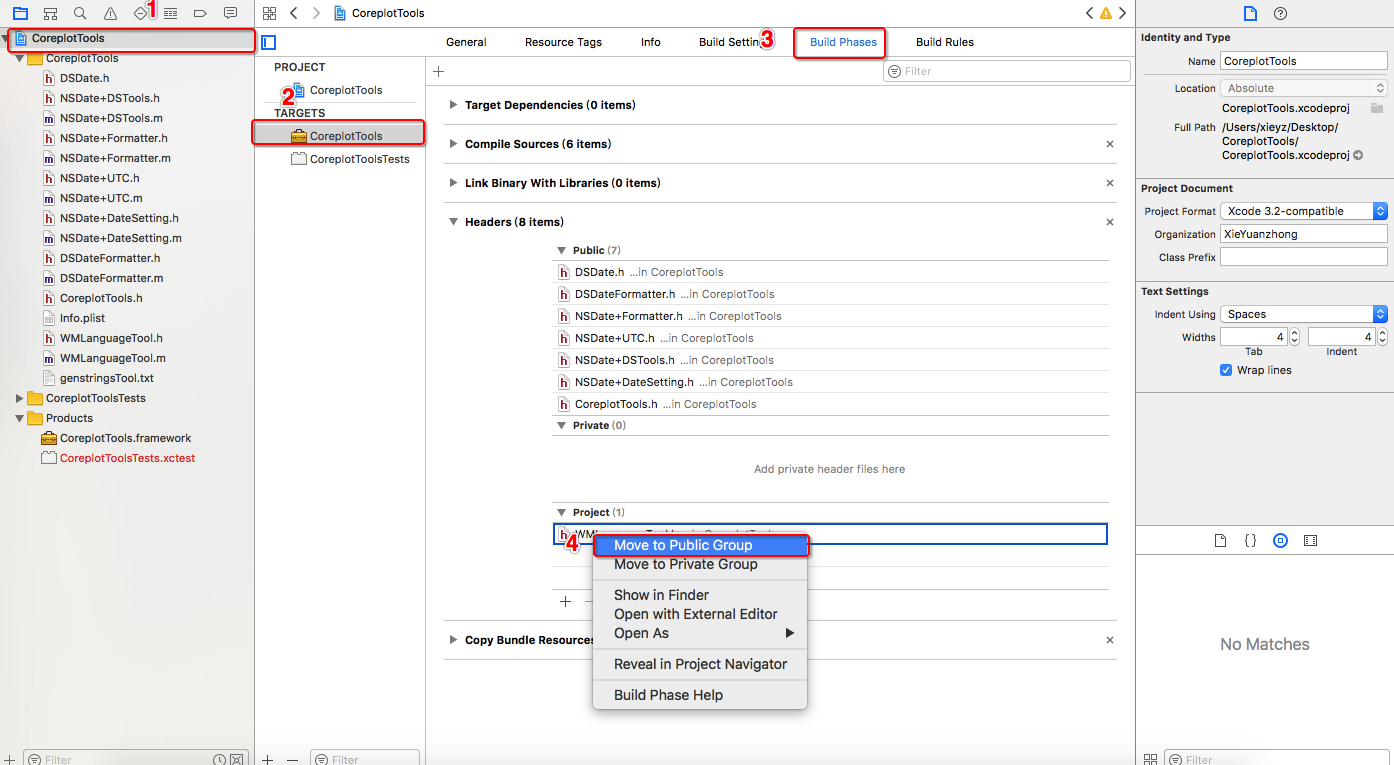 1
CoreplotTools
CoreplotTools
DSDate.h
NSDate+DSTools.h
NSDate+DSTools.m
NSDate+Formatter.h
NSDate+Formatter.m
NSDate+UTC.h
NSDate+UTC.m
NSDate+DateSetting.h
NSDate+DateSetting.m
DSDateFormatter.h
DSDateFormatter.m
CoreplotTools.h
Info.plist
WMLanguageTool.h
WMLanguageTool.m
genstringsTool.txt
CoreplotToolsTests
Products
CoreplotTools.framework
CoreplotToolsTests.xctest
Filter
CoreplotTools
General Resource Tags Info Build Settin 3 Build Phases Build Rules
PROJECT
CoreplotTools
2
TARGETS
CoreplotTools
CoreplotToolsTests
Filter
Filter
Target Dependencies (0 items)
Compile Sources (6 items)
Link Binary With Libraries (0 items)
Headers (8 items)
Public (7)
DSDate.h ...in CoreplotTools
DSDateFormatter.h ...in CoreplotTools
NSDate+Formatter.h ...in CoreplotTools
NSDate+UTC.h ...in CoreplotTools
NSDate+DSTools.h ...in CoreplotTools
NSDate+DateSetting.h ...in CoreplotTools
CoreplotTools.h ...in CoreplotTools
Private (0)
Add private header files here
Project (1)
4
Move to Public Group
Move to Private Group
Show in Finder
Open with External Editor
Open As
Reveal in Project Navigator
Build Phase Help
Copy Bundle Resources
Identity and Type
Name CoreplotTools
Location Absolute
CoreplotTools.xcodeproj
Full Path /Users/xieyz/Desktop/
CoreplotTools/
CoreplotTools.xcodeproj
Project Document
Project Format Xcode 3.2-compatible
Organization XieYuanzhong
Class Prefix
Text Settings
Indent Using Spaces
Widths 4 4
Tab Indent
Wrap lines
No Matches
Filter